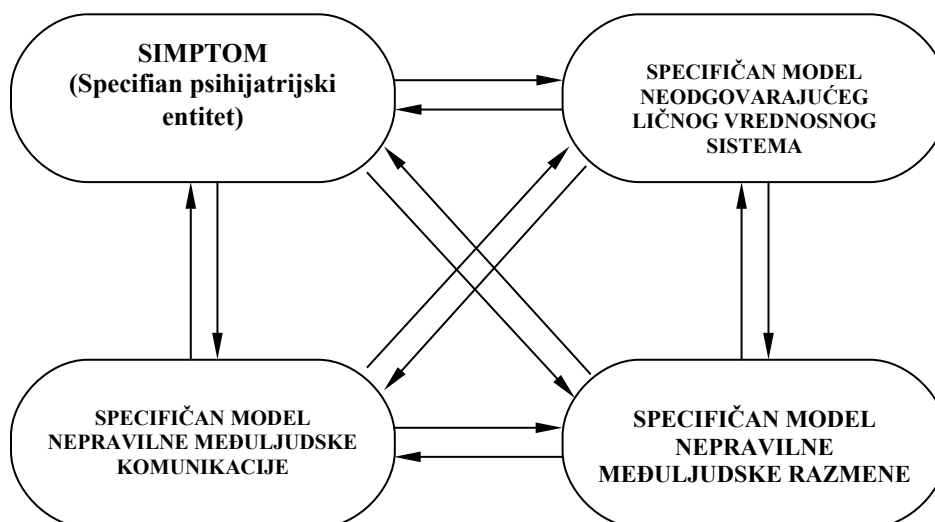 SIMPTOM
(Specifian psihijatrijski
entitet)
SPECIFIČAN MODEL
NEODGOVARAJUĆEG
LIČNOG VREDNOSNOG
SISTEMA
SPECIFIČAN MODEL
NEPRAVILNE MEĐULJUDSKE
KOMUNIKACIJE
SPECIFIČAN MODEL
NEPRAVILNE
MEĐULJUDSKE RAZMENE